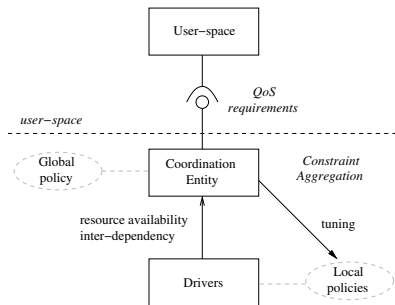 User-space
QoS
requirements
user-space
Global
policy
Coordination
Entity
Constraint
Aggregation
resource availability
inter-dependency
tuning
Drivers
Local
policies